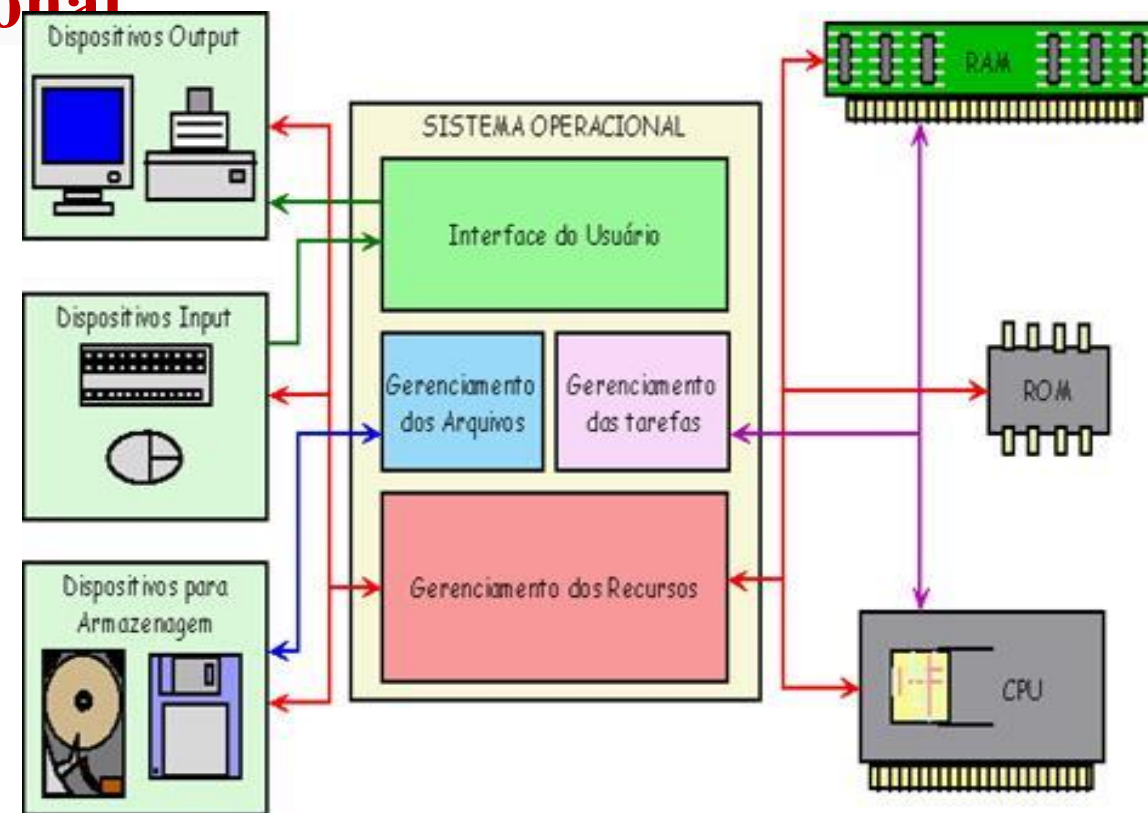 Dispositivos Output
SISTEMA OPERACIONAL
Interface do Usuário
Dispositivos Input
Gerenciamento
dos Arquivos
Gerenciamento
das tarefas
Dispositivos para
Armazenagem
Gerenciamento dos Recursos
RAM
ROM
CPU